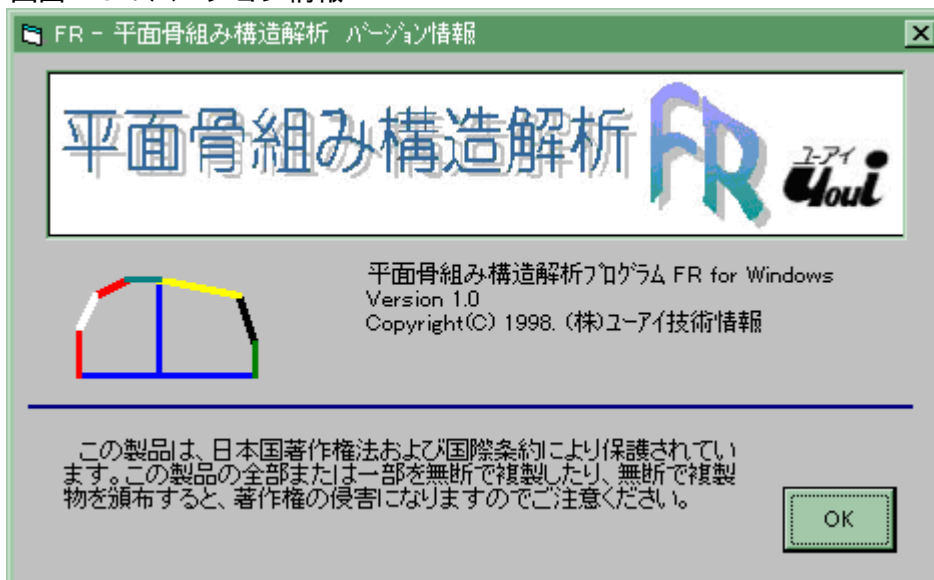 FR - 平面骨組み構造解析 ﾊﾞｰｼﾞｮﾝ情報
平面骨組み構造解析 FR
ユーアイ
youi
平面骨組み構造解析ﾌﾟﾛｸﾞﾗﾑ FR for Windows
Version 1.0
Copyright(C) 1998. (株)ユーアイ技術情報
この製品は、日本国著作権法および国際条約により保護されてい
ます。この製品の全部または一部を無断で複製したり、無断で複製
物を頒布すると、著作権の侵害になりますのでご注意ください。
OK